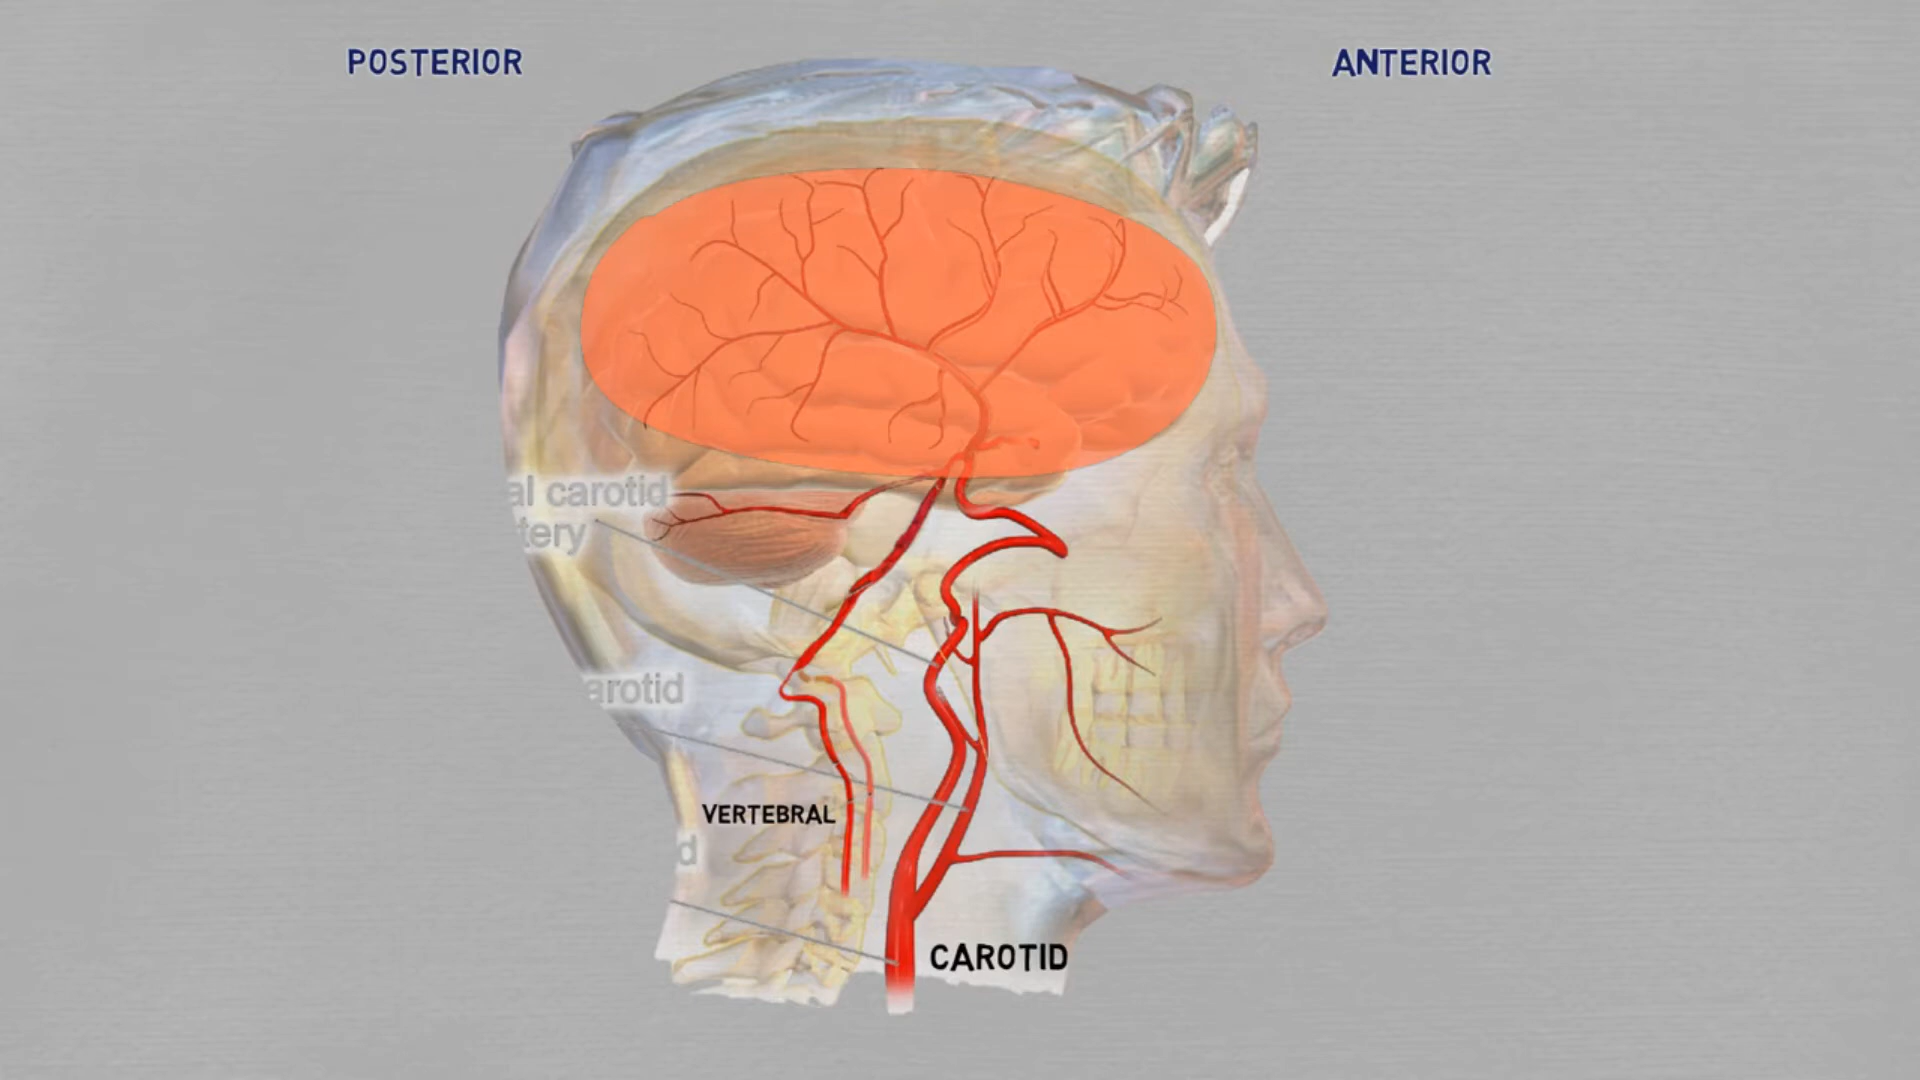 POSTERIOR
ANTERIOR
al carotid
tery
arotid
VERTEBRAL
d
CAROTID